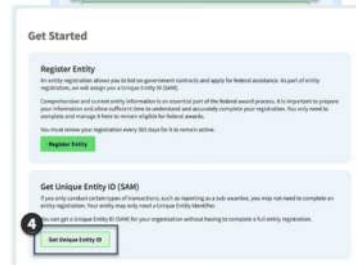 Get Started
Register Entity
An entity registration allows you to bid on government contracts and apply for federal assistance. As part of entity
registration, we will assign you a Unique Entity ID (SAM).
Comprehensive and current entity information is an essential part of the federal award process. It is important to prepare
your information and allow sufficient time to understand and accurately complete your registration. You only need to
complete and manage it here to remain eligible for federal awards.
You must renew your registration every 365 days for it to remain active.
Register Entity
Get Unique Entity ID (SAM)
If you only conduct certain types of transactions, such as reporting as a sub-awardee, you may not need to complete an
entity registration. Your entity may only need a Unique Entity Identifier.
You can get a Unique Entity ID (SAM) for your organization without having to complete a full entity registration.
4
Get Unique Entity ID